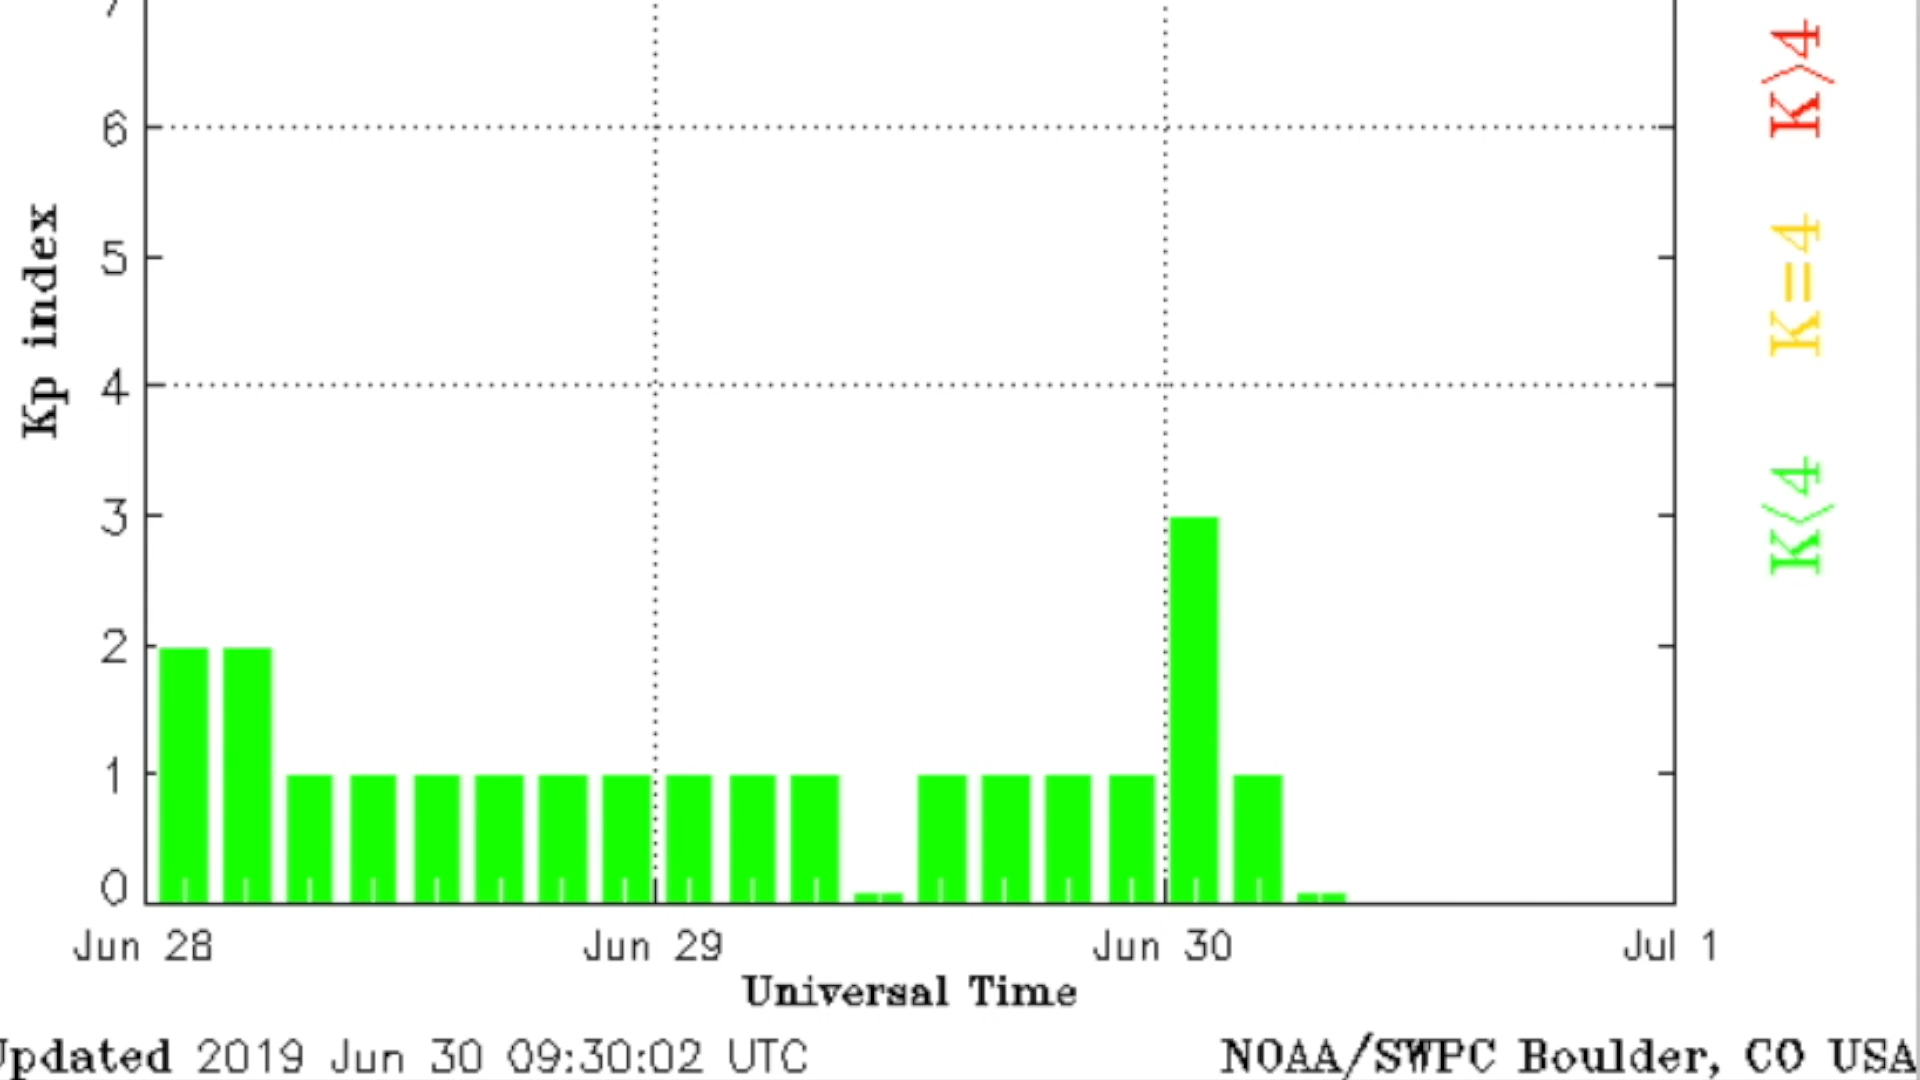 7
6
5
4
3
2
1
0
Kp index
K>4
K=4
K<4
Jun 28 Jun 29 Jun 30 Jul 1
Universal Time
Updated 2019 Jun 30 09:30:02 UTC
NOAA/SWPC Boulder, CO USA